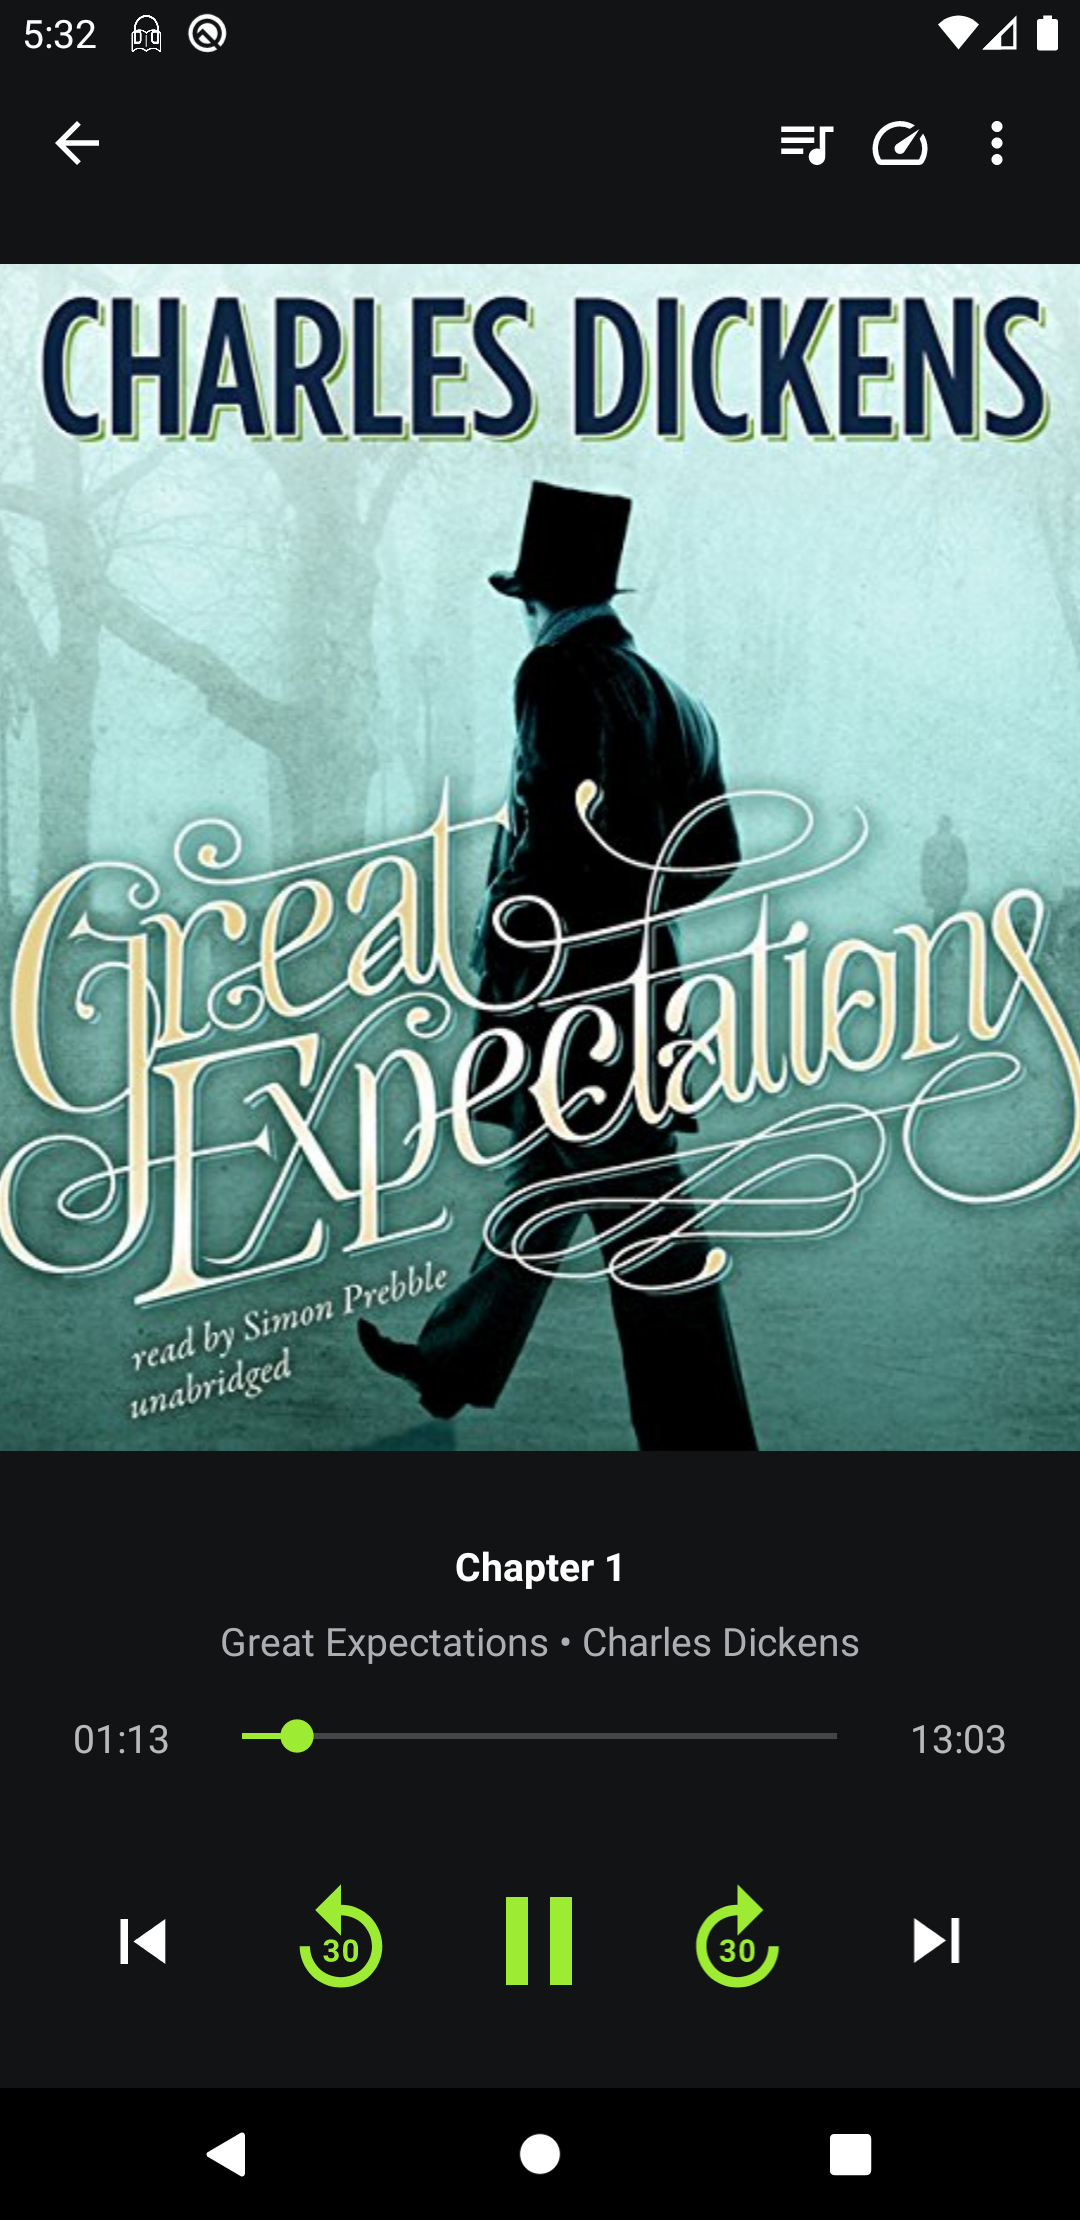 5:32
CHARLES DICKENS
Great
Expectations
read by Simon Prebble
unabridged
Chapter 1
Great Expectations • Charles Dickens
01:13
13:03
30
30